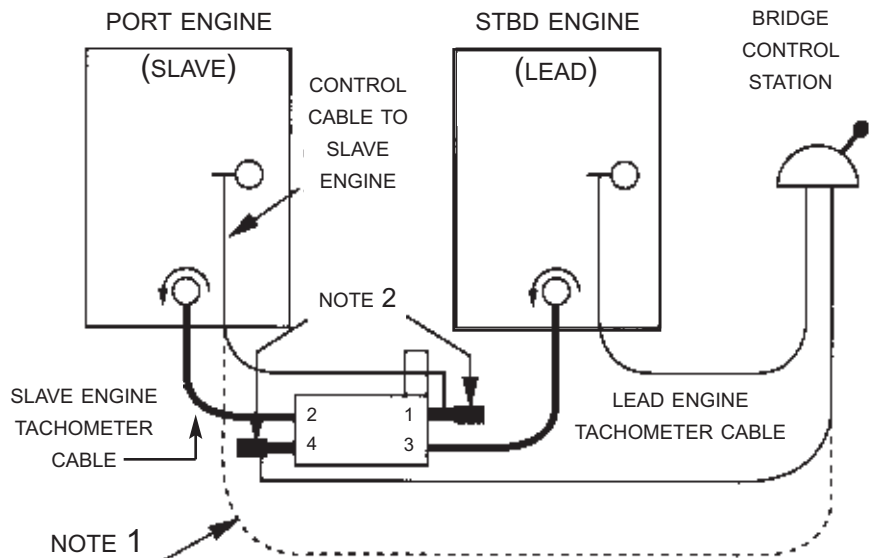 PORT ENGINE
(SLAVE)
STBD ENGINE
(LEAD)
BRIDGE
CONTROL
STATION
CONTROL
CABLE TO
SLAVE
ENGINE
NOTE 2
SLAVE ENGINE
TACHOMETER
CABLE
2
1
4
3
LEAD ENGINE
TACHOMETER CABLE
NOTE 1